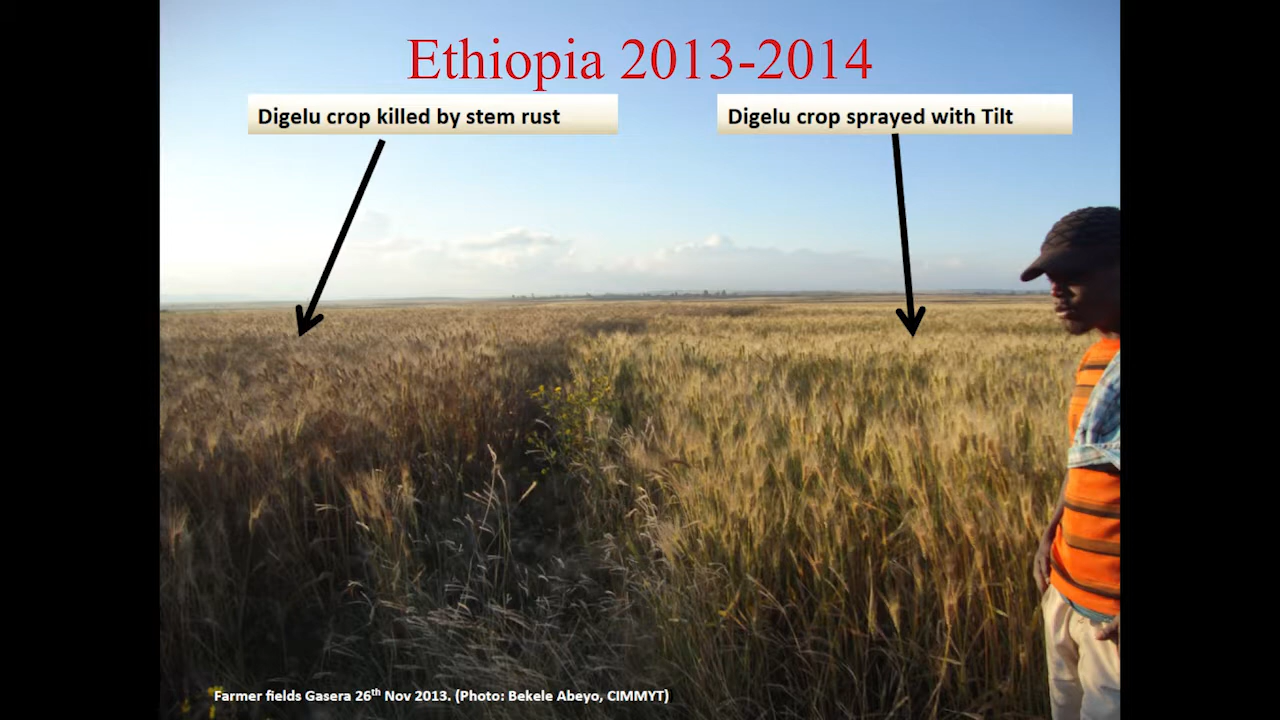 Ethiopia 2013-2014
Digelu crop killed by stem rust
Digelu crop sprayed with Tilt
Farmer fields Gasera 26th Nov 2013. (Photo: Bekele Abeyo, CIMMYT)